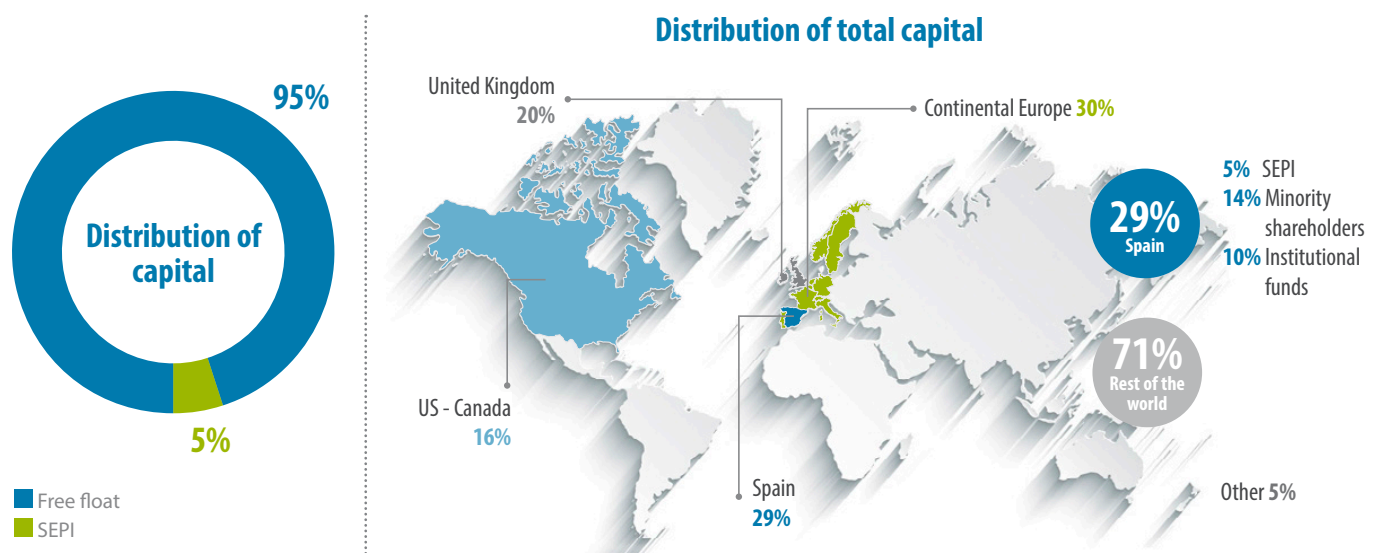 95%
Distribution of
capital
5%
Free float
SEPI
Distribution of total capital
United Kingdom
20%
Continental Europe 30%
US - Canada
16%
Spain
29%
29%
Spain
5% SEPI
14% Minority
shareholders
10% Institutional
funds
71%
Rest of the
world
Other 5%